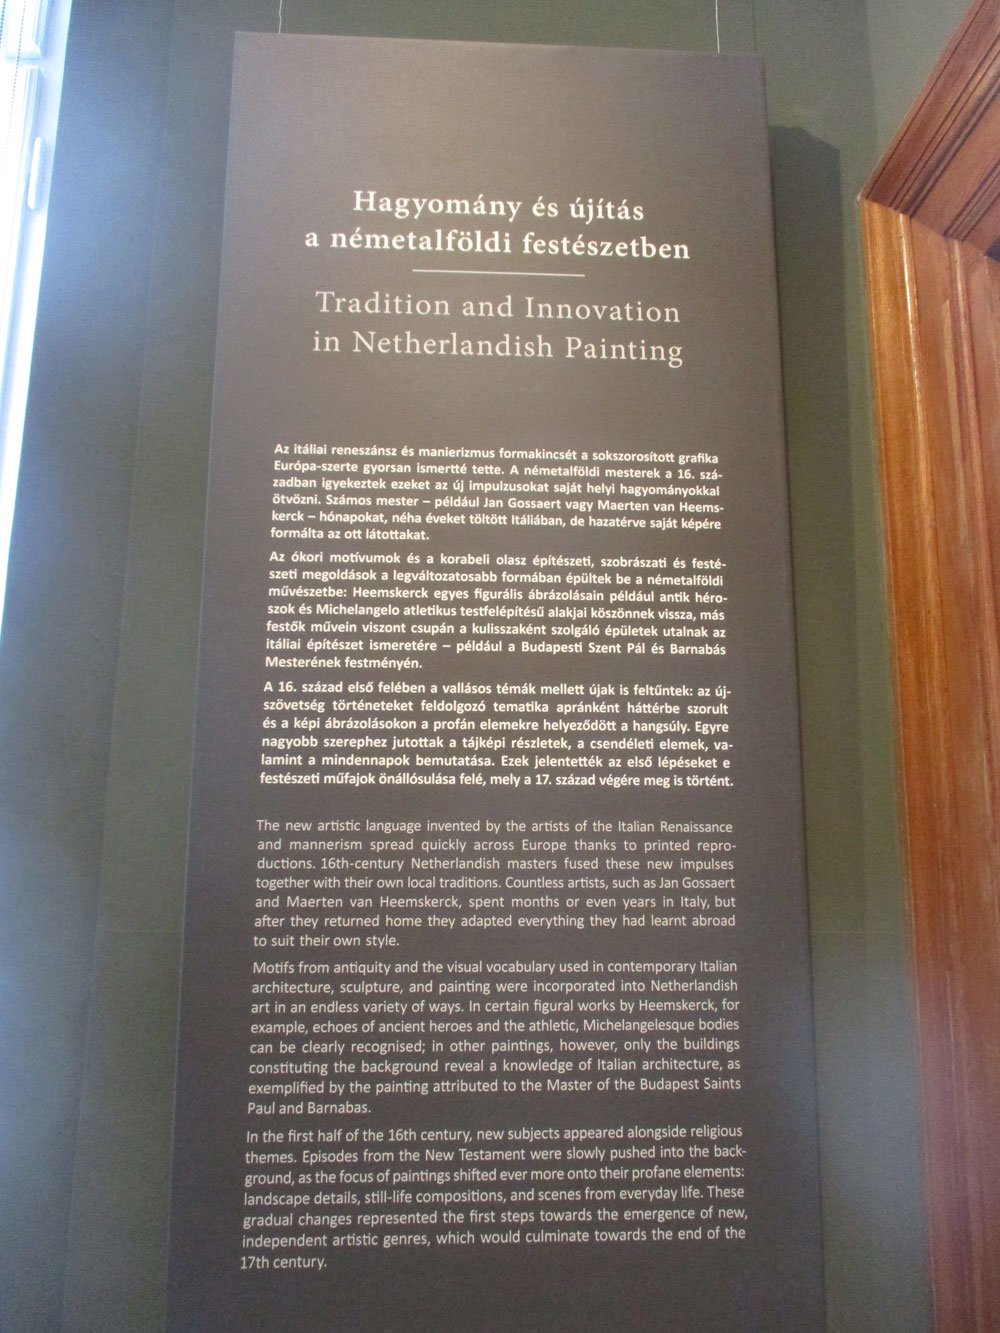 Hagyomány és újítás
a németalföldi festészetben
Tradition and Innovation
in Netherlandish Painting
Az itáliai reneszánsz és manierizmus formakincsét a sokszorosított grafika
Európa-szerte gyorsan ismertté tette. A németalföldi mesterek a 16. szá-
zadban igyekeztek ezeket az új impulzusokat saját helyi hagyományokkal
ötvözni. Számos mester – például Jan Gossaert vagy Maerten van Heems-
kerck – hónapokat, néha éveket töltött Itáliában, de hazatérve saját képére
formálta az ott látottakat.
Az ókori motívumok és a korabeli olasz építészeti, szobrászati és festé-
szeti megoldások a legváltozatosabb formában épültek be a németalföldi
művészetbe: Heemskerck egyes figurális ábrázolásain például antik héro-
szok és Michelangelo atletikus testfelépítésű alakjai köszönnek vissza, más
festők művein viszont csupán a kulisszaként szolgáló épületek utalnak az
itáliai építészet ismeretére – például a Budapesti Szent Pál és Barnabás
Mesterének festményén.
A 16. század első felében a vallásos témák mellett újak is feltűntek: az új-
szövetség történeteket feldolgozó tematika apránként háttérbe szorult
és a képi ábrázolásokon a profán elemekre helyeződött a hangsúly. Egyre
nagyobb szerephez jutottak a tájképi részletek, a csendéleti elemek, va-
lamint a mindennapok bemutatása. Ezek jelentették az első lépéseket e
festészeti műfajok önállósulása felé, mely a 17. század végére meg is történt.
The new artistic language invented by the artists of the Italian Renaissance
and mannerism spread quickly across Europe thanks to printed repro-
ductions. 16th-century Netherlandish masters fused these new impulses
together with their own local traditions. Countless artists, such as Jan Gossaert
and Maerten van Heemskerck, spent months or even years in Italy, but
after they returned home they adapted everything they had learnt abroad
to suit their own style.
Motifs from antiquity and the visual vocabulary used in contemporary Italian
architecture, sculpture, and painting were incorporated into Netherlandish
art in an endless variety of ways. In certain figural works by Heemskerck, for
example, echoes of ancient heroes and the athletic, Michelangelesque bodies
can be clearly recognised; in other paintings, however, only the buildings
constituting the background reveal a knowledge of Italian architecture, as
exemplified by the painting attributed to the Master of the Budapest Saints
Paul and Barnabas.
In the first half of the 16th century, new subjects appeared alongside religious
themes. Episodes from the New Testament were slowly pushed into the back-
ground, as the focus of paintings shifted ever more onto their profane elements:
landscape details, still-life compositions, and scenes from everyday life. These
gradual changes represented the first steps towards the emergence of new,
independent artistic genres, which would culminate towards the end of the
17th century.